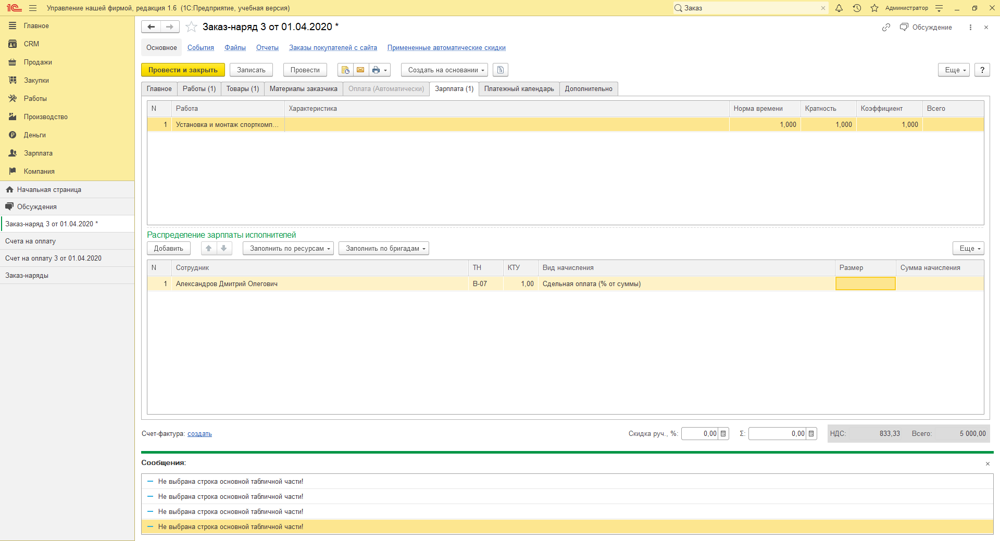 1С Управление нашей фирмой, редакция 1.6 (1С:Предприятие, учебная версия) Заказ Администратор
Главное
CRM
Продажи
Закупки
Работы
Производство
Деньги
Зарплата
Компания
Начальная страница
Обсуждения
Заказ-наряд 3 от 01.04.2020 *
Счета на оплату
Счет на оплату 3 от 01.04.2020
Заказ-наряды
Заказ-наряд 3 от 01.04.2020 * Обсуждение
Основное События Файлы Отчеты Заказы покупателей с сайта Примененные автоматические скидки
Провести и закрыть Записать Провести Создать на основании Еще ?
Главное Работы (1) Товары (1) Материалы заказчика Оплата (Автоматически) Зарплата (1) Платежный календарь Дополнительно
N Работа Характеристика Норма времени Кратность Коэффициент Всего
1 Установка и монтаж спорткомп... 1,000 1,000 1,000
Распределение зарплаты исполнителей
Добавить Заполнить по ресурсам Заполнить по бригадам Еще
N Сотрудник ТН КТУ Вид начисления Размер Сумма начисления
1 Александров Дмитрий Олегович В-07 1,00 Сдельная оплата (% от суммы)
Счет-фактура: создать Скидка руч., %: 0,00 Σ: 0,00 НДС: 833,33 Всего: 5 000,00
Сообщения:
Не выбрана строка основной табличной части!
Не выбрана строка основной табличной части!
Не выбрана строка основной табличной части!
Не выбрана строка основной табличной части!